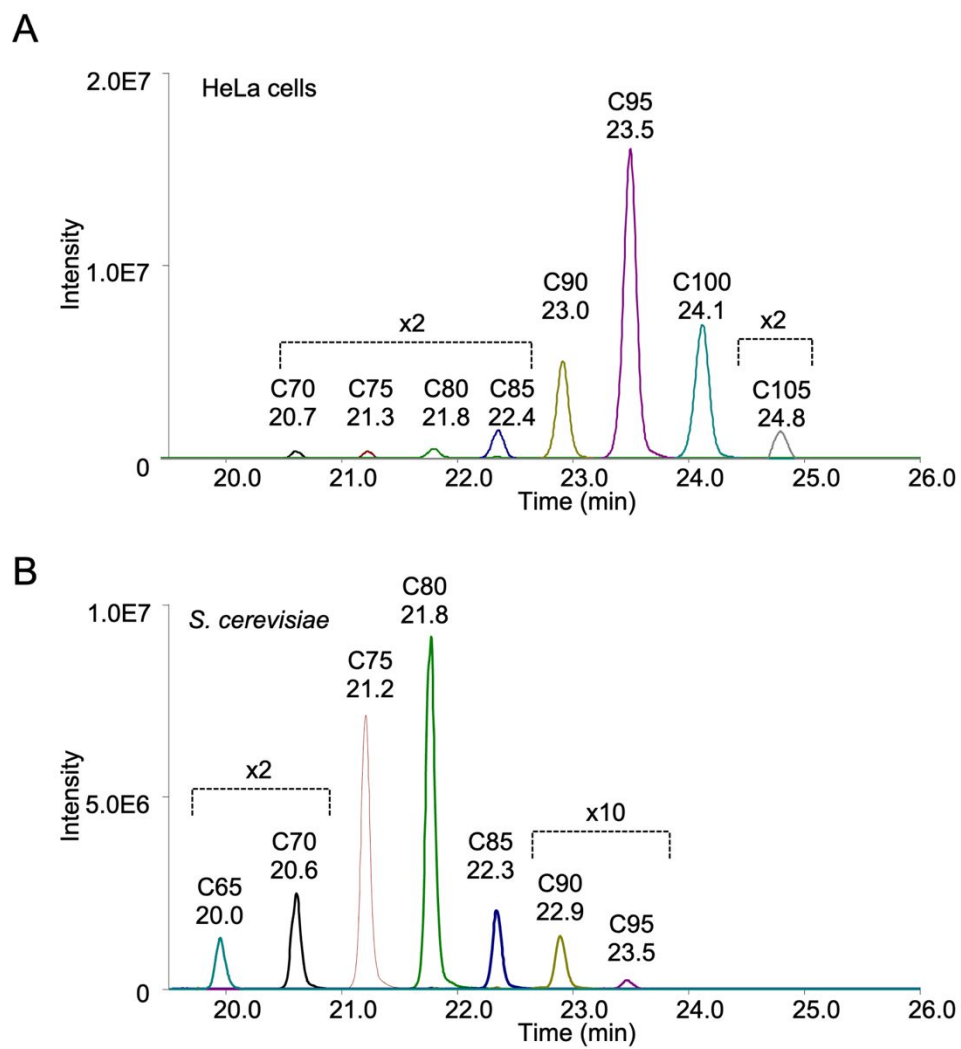 A
2.0E7
HeLa cells
C95
23.5
Intensity
1.0E7
C90
23.0
C100
24.1
x2
x2
C70
20.7
C75
21.3
C80
21.8
C85
22.4
C105
24.8
0
20.0
21.0
22.0
23.0
24.0
25.0
26.0
Time (min)
B
C80
21.8
1.0E7
S. cerevisiae
C75
21.2
Intensity
x2
5.0E6
x10
C65
20.0
C70
20.6
C85
22.3
C90
22.9
C95
23.5
0
20.0
21.0
22.0
23.0
24.0
25.0
26.0
Time (min)